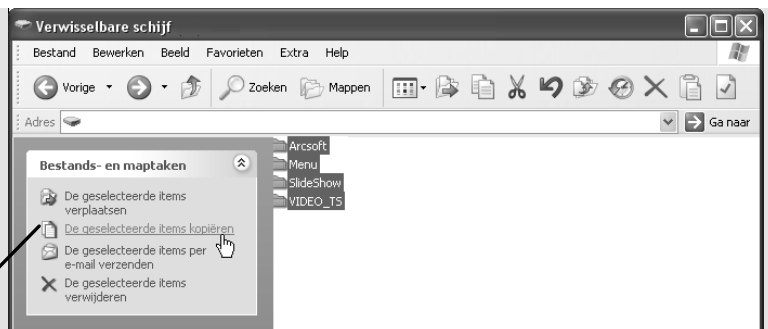 Verwisselbare schijf
Bestand Bewerken Beeld Favorieten Extra Help
Vorige Zoeken Mappen
Adres Ga naar
Bestands- en maptaken
De geselecteerde items
verplaatsen
De geselecteerde items kopiëren
De geselecteerde items per
e-mail verzenden
De geselecteerde items
verwijderen
Arcsoft
Menu
SlideShow
VIDEO_TS